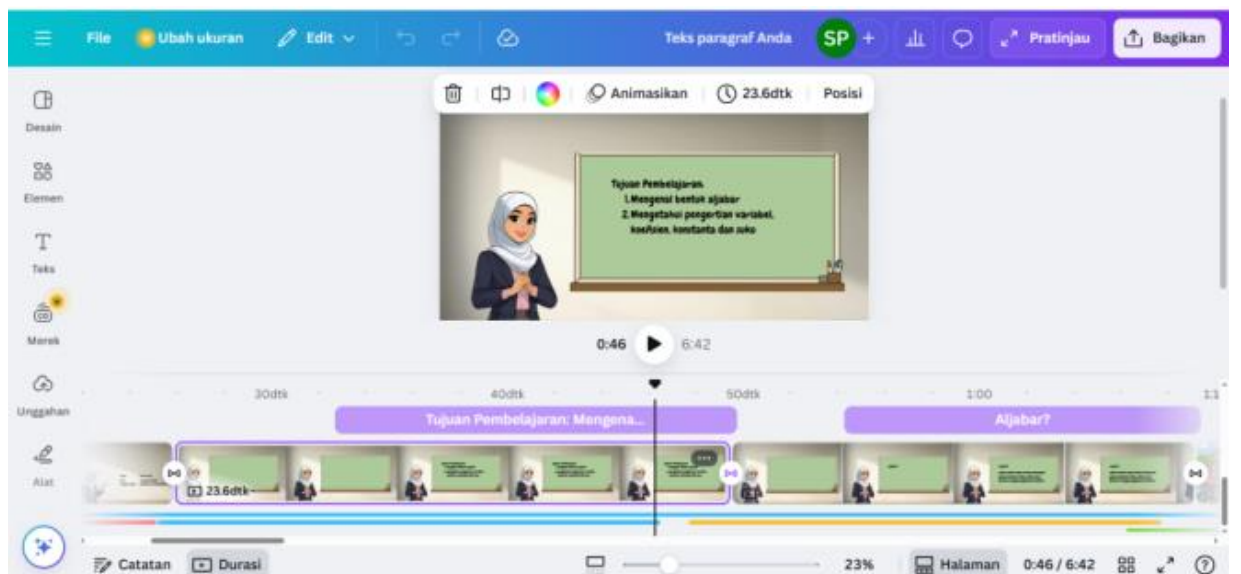 File Ubah ukuran Edit Teks paragraf Anda SP + Pratinjau Bagikan
Desain
Elemen
Teks
Merek
Unggahan
Alat
Animasikan 23.6dtk Posisi
Tujuan Pembelajaran:
1. Mengenal bentuk aljabar
2. Mengetahui pengertian variabel,
koefisien, konstanta dan suku
0:46 6:42
30dtk 40dtk 50dtk 1:00 1:1
Tujuan Pembelajaran: Mengena... Aljabar?
23.6dtk
Catatan Durasi 23% Halaman 0:46 / 6:42